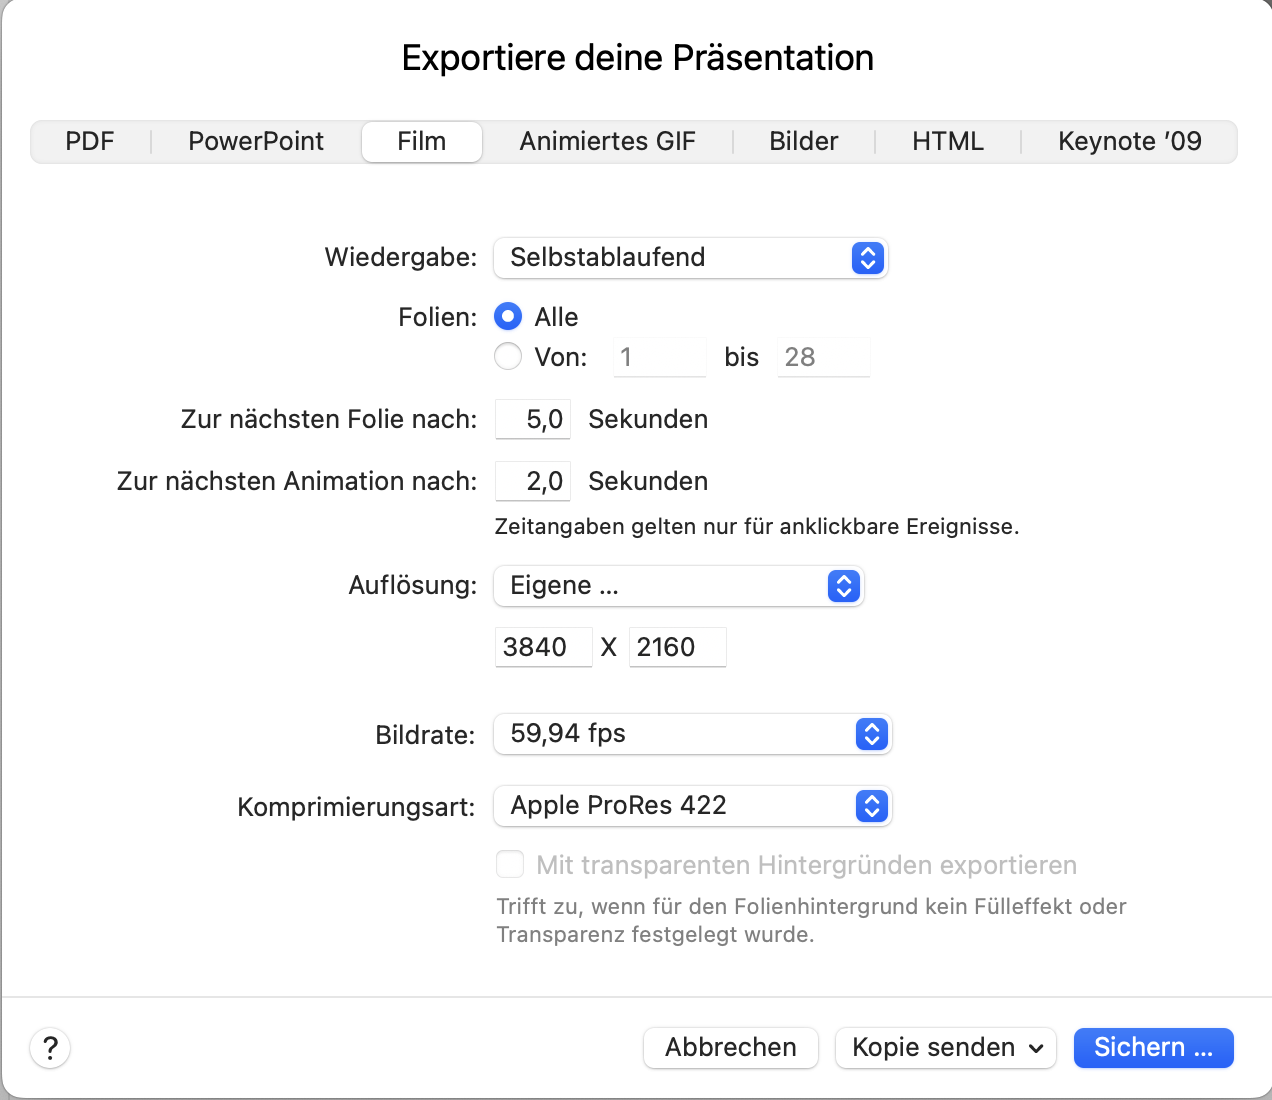 Exportiere deine Präsentation
PDF PowerPoint Film Animiertes GIF Bilder HTML Keynote ’09
Wiedergabe: Selbstablaufend
Folien: Alle
Von: 1 bis 28
Zur nächsten Folie nach: 5,0 Sekunden
Zur nächsten Animation nach: 2,0 Sekunden
Zeitangaben gelten nur für anklickbare Ereignisse.
Auflösung: Eigene ...
3840 X 2160
Bildrate: 59,94 fps
Komprimierungsart: Apple ProRes 422
Mit transparenten Hintergründen exportieren
Trifft zu, wenn für den Folienhintergrund kein Fülleffekt oder
Transparenz festgelegt wurde.
? Abbrechen Kopie senden Sichern ...